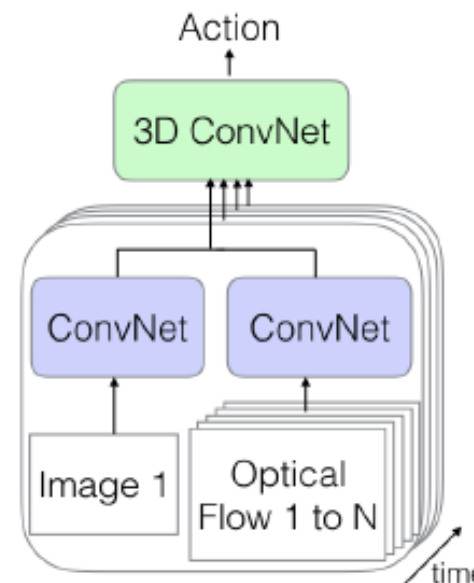 Action
3D ConvNet
ConvNet
ConvNet
Image 1
Optical
Flow 1 to N
time